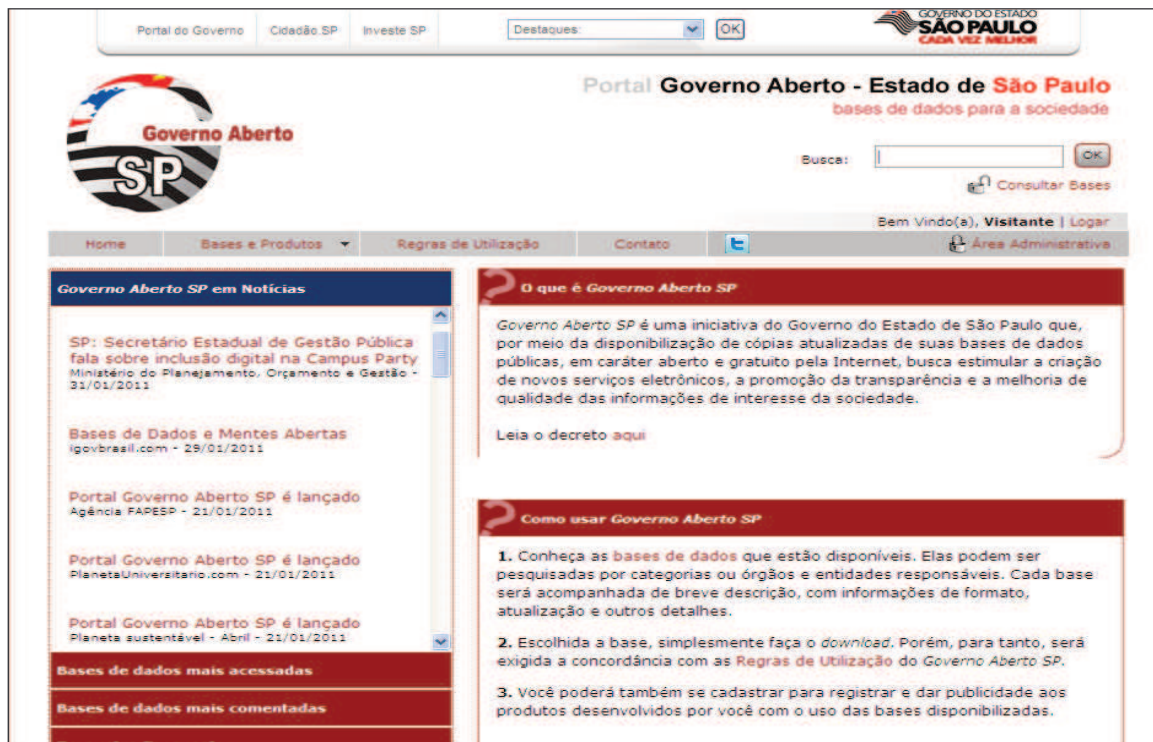 Portal do Governo
Cidadão.SP
Investe SP
Destaques:
OK
GOVERNO DO ESTADO
SÃO PAULO
CADA VEZ MELHOR
Governo Aberto
SP
Portal Governo Aberto - Estado de São Paulo
bases de dados para a sociedade
Busca:
OK
Consultar Bases
Bem Vindo(a), Visitante | Logar
Home
Bases e Produtos
Regras de Utilização
Contato
Área Administrativa
Governo Aberto SP em Notícias
SP: Secretário Estadual de Gestão Pública
fala sobre inclusão digital na Campus Party
Ministério do Planejamento, Orçamento e Gestão -
31/01/2011
Bases de Dados e Mentes Abertas
igovbrasil.com - 29/01/2011
Portal Governo Aberto SP é lançado
Agência FAPESP - 21/01/2011
Portal Governo Aberto SP é lançado
PlanetaUniversitario.com - 21/01/2011
Portal Governo Aberto SP é lançado
Planeta sustentável - Abril - 21/01/2011
Bases de dados mais acessadas
Bases de dados mais comentadas
? O que é Governo Aberto SP
Governo Aberto SP é uma iniciativa do Governo do Estado de São Paulo que,
por meio da disponibilização de cópias atualizadas de suas bases de dados
públicas, em caráter aberto e gratuito pela Internet, busca estimular a criação
de novos serviços eletrônicos, a promoção da transparência e a melhoria de
qualidade das informações de interesse da sociedade.
Leia o decreto aqui
? Como usar Governo Aberto SP
1. Conheça as bases de dados que estão disponíveis. Elas podem ser
pesquisadas por categorias ou órgãos e entidades responsáveis. Cada base
será acompanhada de breve descrição, com informações de formato,
atualização e outros detalhes.
2. Escolhida a base, simplesmente faça o download. Porém, para tanto, será
exigida a concordância com as Regras de Utilização do Governo Aberto SP.
3. Você poderá também se cadastrar para registrar e dar publicidade aos
produtos desenvolvidos por você com o uso das bases disponibilizadas.